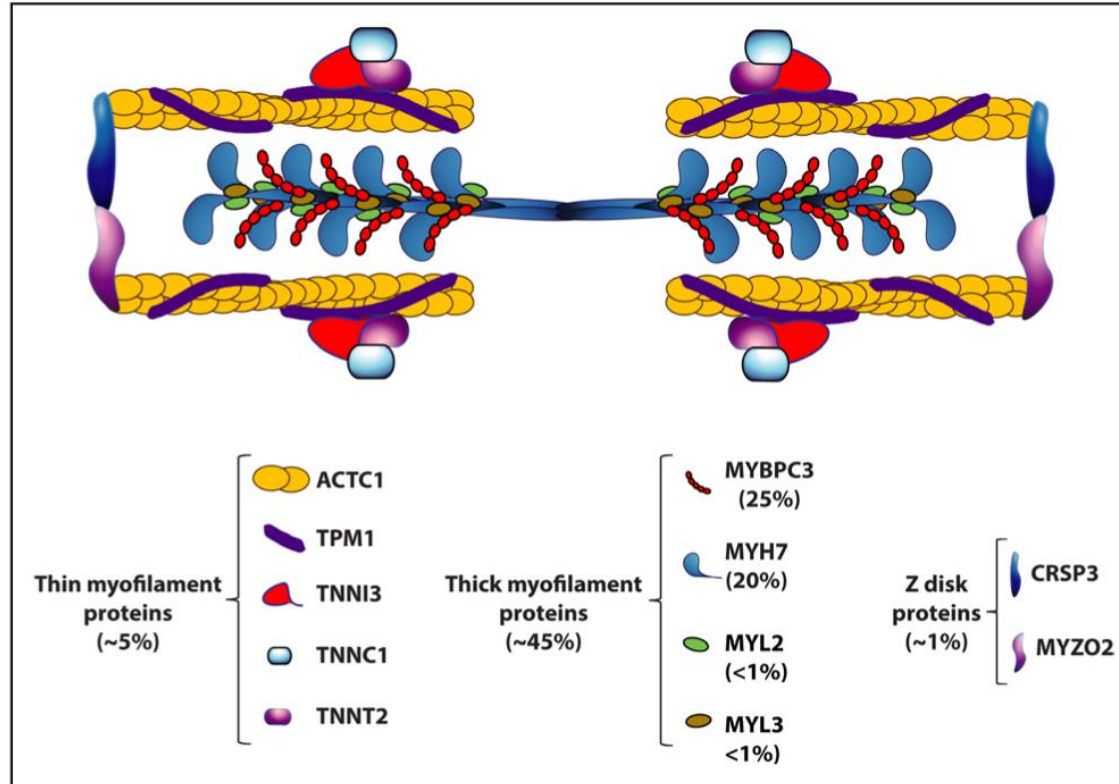 Thin myofilament
proteins
(~5%)
ACTC1
TPM1
TNNI3
TNNC1
TNNT2
Thick myofilament
proteins
(~45%)
MYBPC3
(25%)
MYH7
(20%)
MYL2
(<1%)
MYL3
<1%)
Z disk
proteins
(~1%)
CRSP3
MYZO2